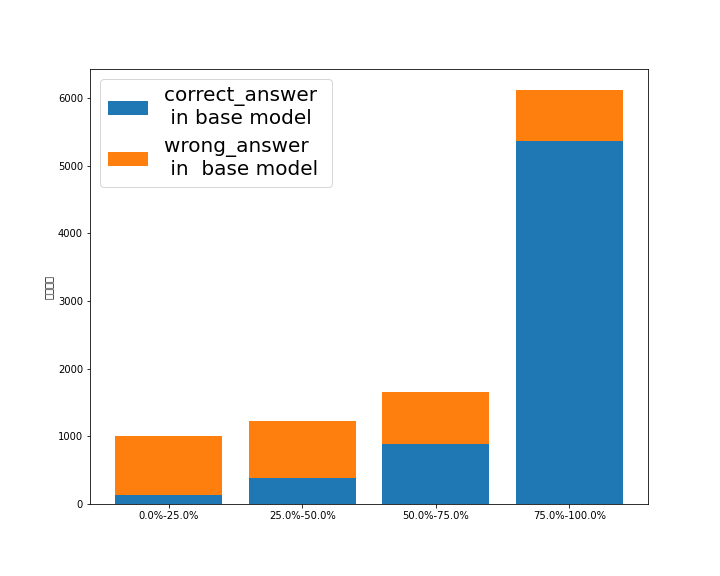 correct_answer
in base model
wrong_answer
in  base model
6000
5000
4000
3000
2000
1000
0
0.0%-25.0%
25.0%-50.0%
50.0%-75.0%
75.0%-100.0%